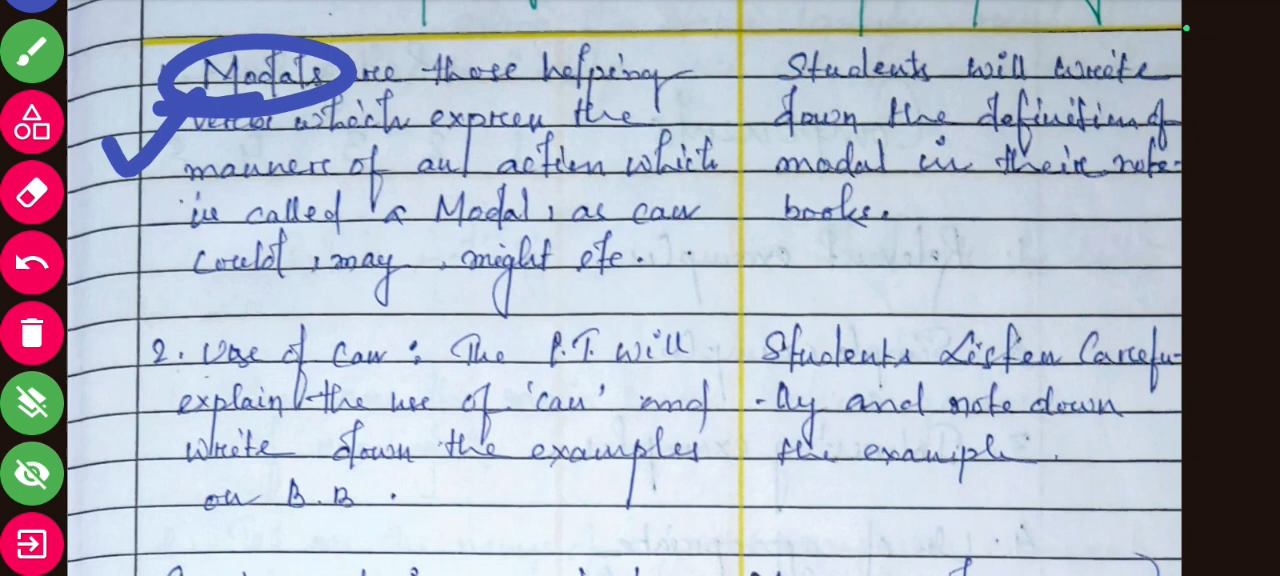 Modals are those helping
verbs which express the
manners of an action which
is called a Modal, as can
could, may, might etc.
2. Use of Can : The P.T. will
explain the use of 'can' and
write down the examples
on B.B.
Students will write
down the definition of
modal in their note-
books.
Students Listen Carefu-
-lly and note down
the example.